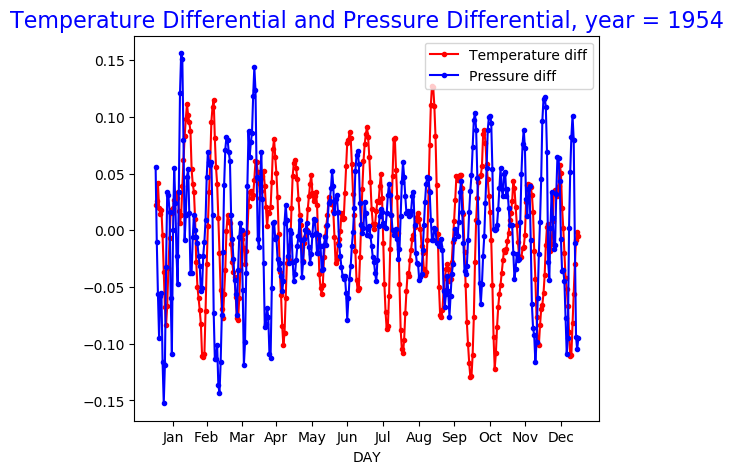 Temperature Differential and Pressure Differential, year = 1954
Temperature diff
Pressure diff
0.15
0.10
0.05
0.00
−0.05
−0.10
−0.15
Jan Feb Mar Apr May Jun Jul Aug Sep Oct Nov Dec
DAY